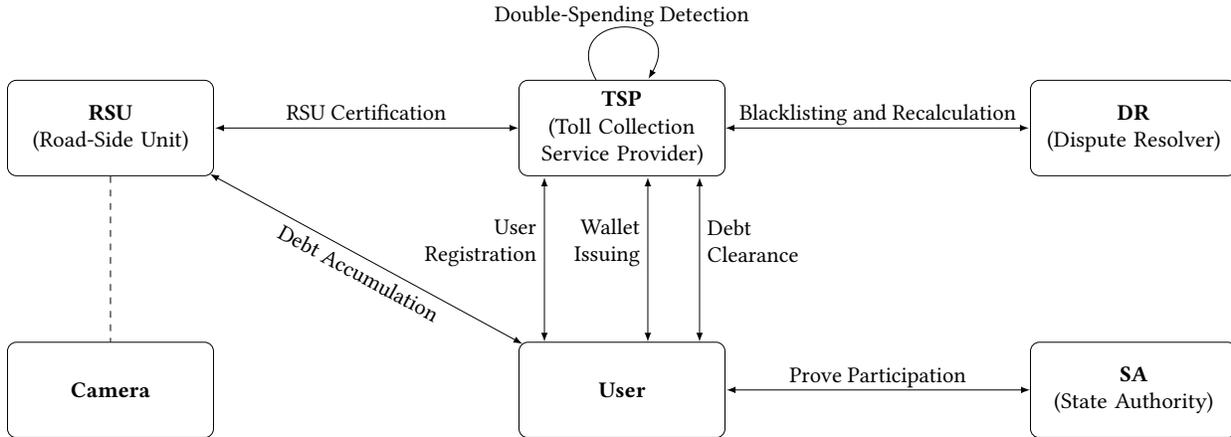 Double-Spending Detection
RSU
(Road-Side Unit)
RSU Certification
TSP
(Toll Collection
Service Provider)
Blacklisting and Recalculation
DR
(Dispute Resolver)
Debt Accumulation
User
Registration
Wallet
Issuing
Debt
Clearance
Camera
User
Prove Participation
SA
(State Authority)